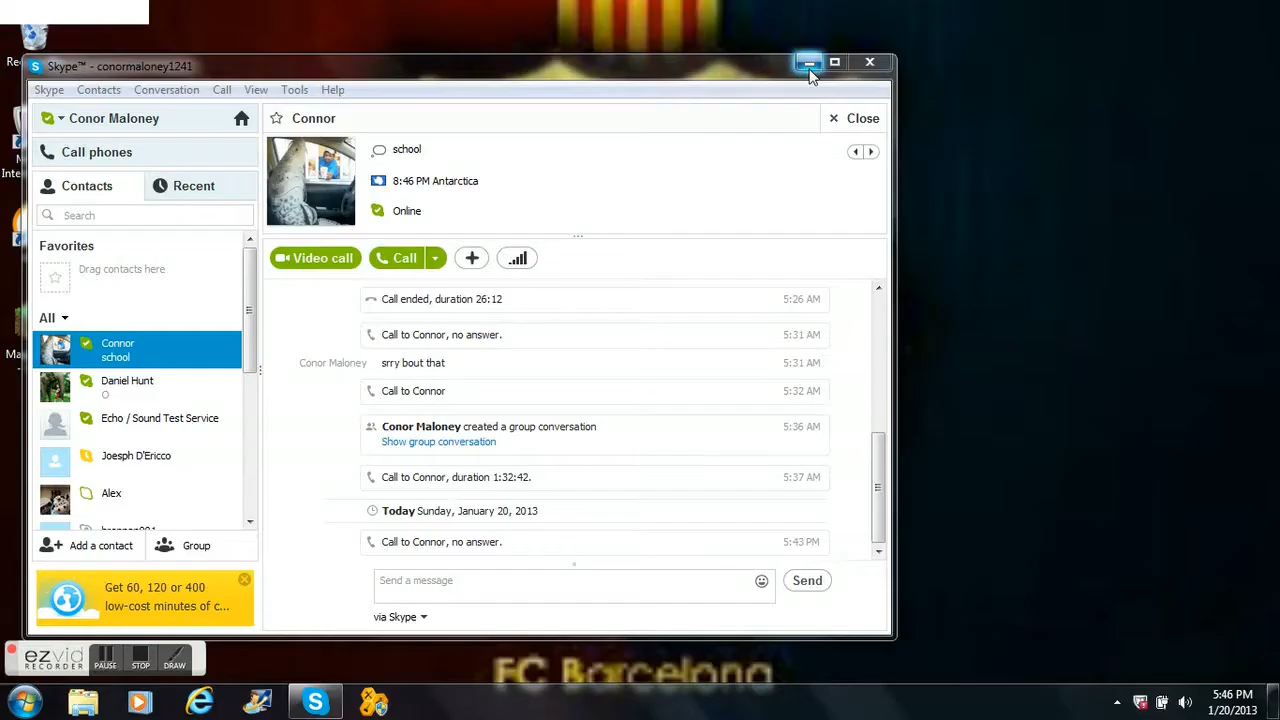 Skype™ - conormaloney1241
Skype Contacts Conversation Call View Tools Help
Conor Maloney
Call phones
Contacts Recent
Search
Favorites
Drag contacts here
All
Connor
school
Daniel Hunt
O
Echo / Sound Test Service
Joesph D'Ericco
Alex
Add a contact Group
Get 60, 120 or 400
low-cost minutes of c...
Connor Close
school
8:46 PM Antarctica
Online
Video call Call
Call ended, duration 26:12 5:26 AM
Call to Connor, no answer. 5:31 AM
Conor Maloney srry bout that 5:31 AM
Call to Connor 5:32 AM
Conor Maloney created a group conversation 5:36 AM
Show group conversation
Call to Connor, duration 1:32:42. 5:37 AM
Today Sunday, January 20, 2013
Call to Connor, no answer. 5:43 PM
Send a message Send
via Skype
ezvid
RECORDER PAUSE STOP DRAW
FC Barcelona
5:46 PM
1/20/2013